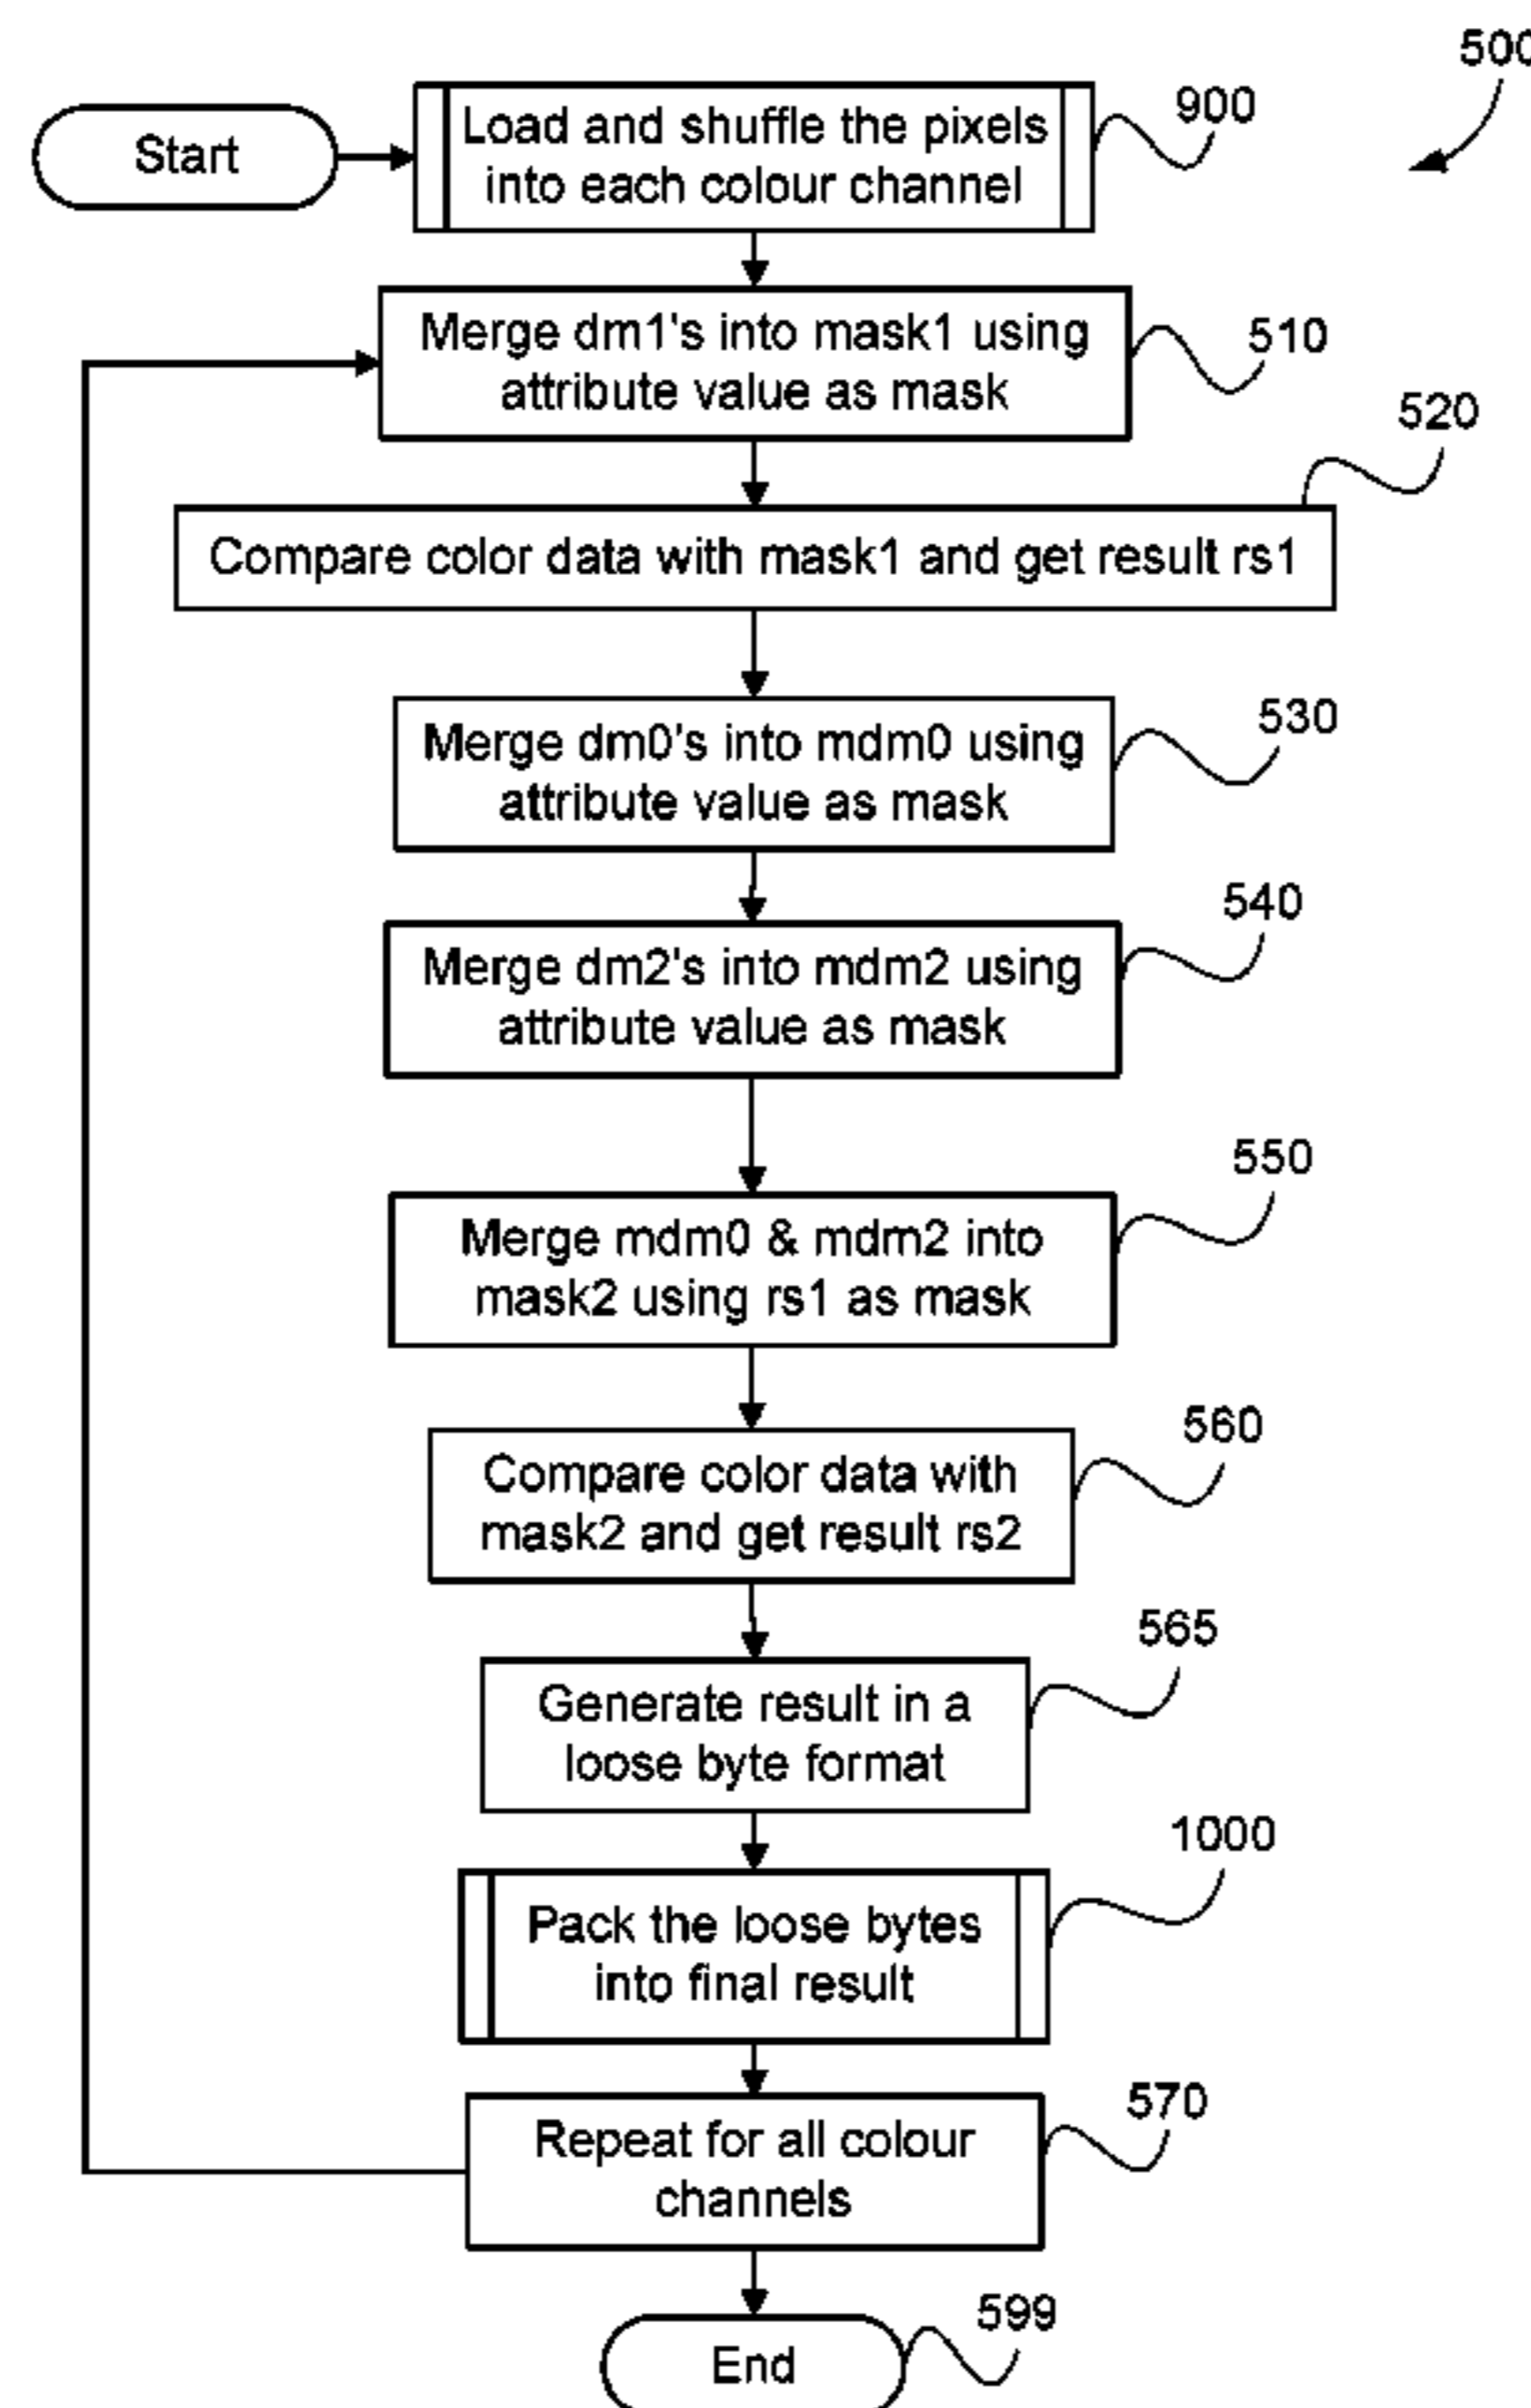 500
Start
Load and shuffle the pixels
into each colour channel
900
Merge dm1's into mask1 using
attribute value as mask
510
520
Compare color data with mask1 and get result rs1
Merge dm0's into mdm0 using
attribute value as mask
530
540
Merge dm2's into mdm2 using
attribute value as mask
550
Merge mdm0 & mdm2 into
mask2 using rs1 as mask
560
Compare color data with
mask2 and get result rs2
565
Generate result in a
loose byte format
1000
Pack the loose bytes
into final result
570
Repeat for all colour
channels
599
End